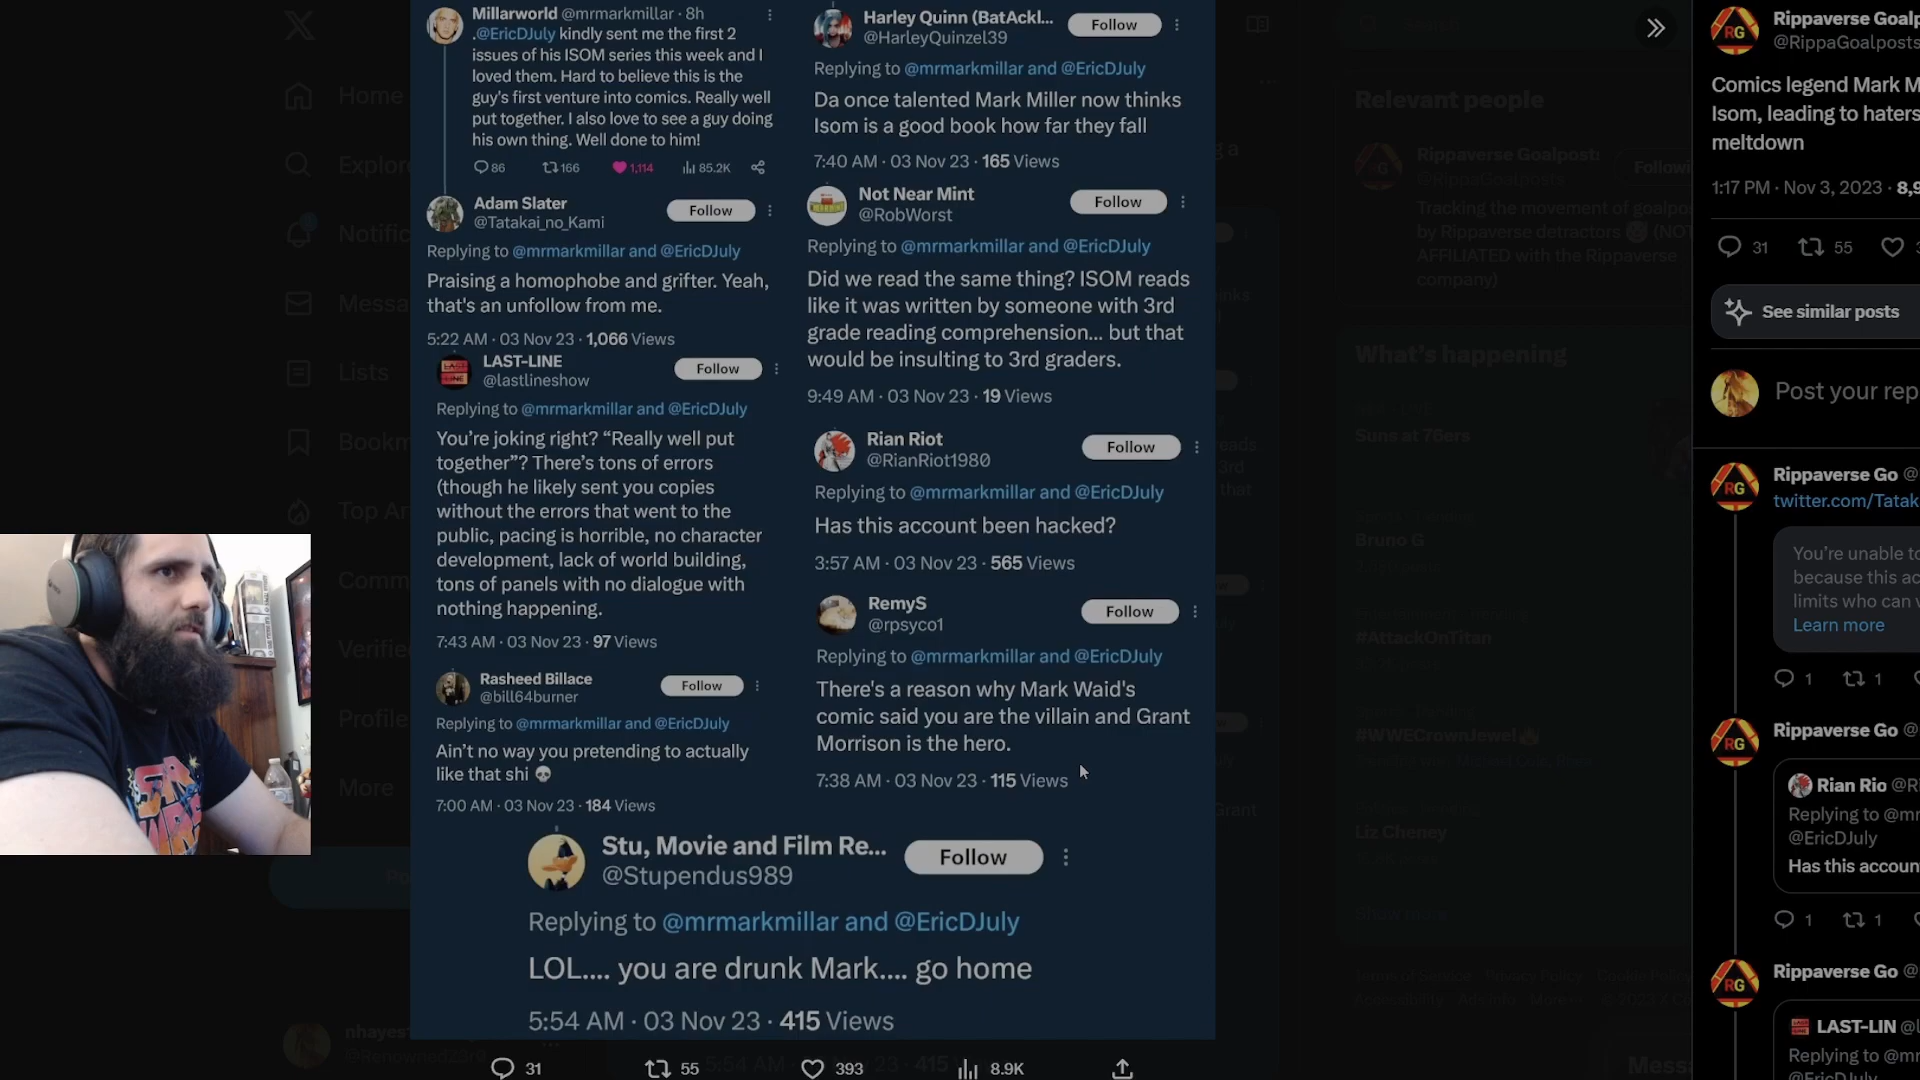 Millarworld @mrmarkmillar · 8h
.@EricDJuly kindly sent me the first 2
issues of his ISOM series this week and I
loved them. Hard to believe this is the
guy's first venture into comics. Really well
put together. I also love to see a guy doing
his own thing. Well done to him!
86 166 1,114 85.2K
Adam Slater
@Tatakai_no_Kami
Follow
Replying to @mrmarkmillar and @EricDJuly
Praising a homophobe and grifter. Yeah,
that's an unfollow from me.
5:22 AM · 03 Nov 23 · 1,066 Views
LAST-LINE
@lastlineshow
Follow
Replying to @mrmarkmillar and @EricDJuly
You're joking right? “Really well put
together”? There's tons of errors
(though he likely sent you copies
without the errors that went to the
public, pacing is horrible, no character
development, lack of world building,
tons of panels with no dialogue with
nothing happening.
7:43 AM · 03 Nov 23 · 97 Views
Rasheed Billace
@bill64burner
Follow
Replying to @mrmarkmillar and @EricDJuly
Ain't no way you pretending to actually
like that shi 💀
7:00 AM · 03 Nov 23 · 184 Views
Harley Quinn (BatAckl...
@HarleyQuinzel39
Follow
Replying to @mrmarkmillar and @EricDJuly
Da once talented Mark Miller now thinks
Isom is a good book how far they fall
7:40 AM · 03 Nov 23 · 165 Views
Not Near Mint
@RobWorst
Follow
Replying to @mrmarkmillar and @EricDJuly
Did we read the same thing? ISOM reads
like it was written by someone with 3rd
grade reading comprehension... but that
would be insulting to 3rd graders.
9:49 AM · 03 Nov 23 · 19 Views
Rian Riot
@RianRiot1980
Follow
Replying to @mrmarkmillar and @EricDJuly
Has this account been hacked?
3:57 AM · 03 Nov 23 · 565 Views
RemyS
@rpsyco1
Follow
Replying to @mrmarkmillar and @EricDJuly
There's a reason why Mark Waid's
comic said you are the villain and Grant
Morrison is the hero.
7:38 AM · 03 Nov 23 · 115 Views
Stu, Movie and Film Re...
@Stupendus989
Follow
Replying to @mrmarkmillar and @EricDJuly
LOL.... you are drunk Mark.... go home
5:54 AM · 03 Nov 23 · 415 Views
31 55 393 8.9K
Home
Explore
Notific
Messa
Lists
Bookm
Top Ar
Comm
Verifie
Profile
More
Relevant people
Rippaverse Goalpost
@RippaGoalposts
Followi
Tracking the movement of goalpos
by Rippaverse detractors (NOT
AFFILIATED with the Rippaverse
company)
What's happening
Suns at 76ers
Bruno G
#AttackOnTitan
#WWECrownJewel
Liz Cheney
Show more
Messa
Rippaverse Goalp
@RippaGoalposts
Comics legend Mark M
Isom, leading to haters
meltdown
1:17 PM · Nov 3, 2023 · 8,9
31 55
See similar posts
Post your rep
Rippaverse Go @
twitter.com/Tatak
You're unable to
because this ac
limits who can v
Learn more
1 1
Rippaverse Go @
Rian Rio @R
Replying to @mr
@EricDJuly
Has this accoun
1 1
Rippaverse Go @
LAST-LIN @l
Replying to @mr
@EricDJuly